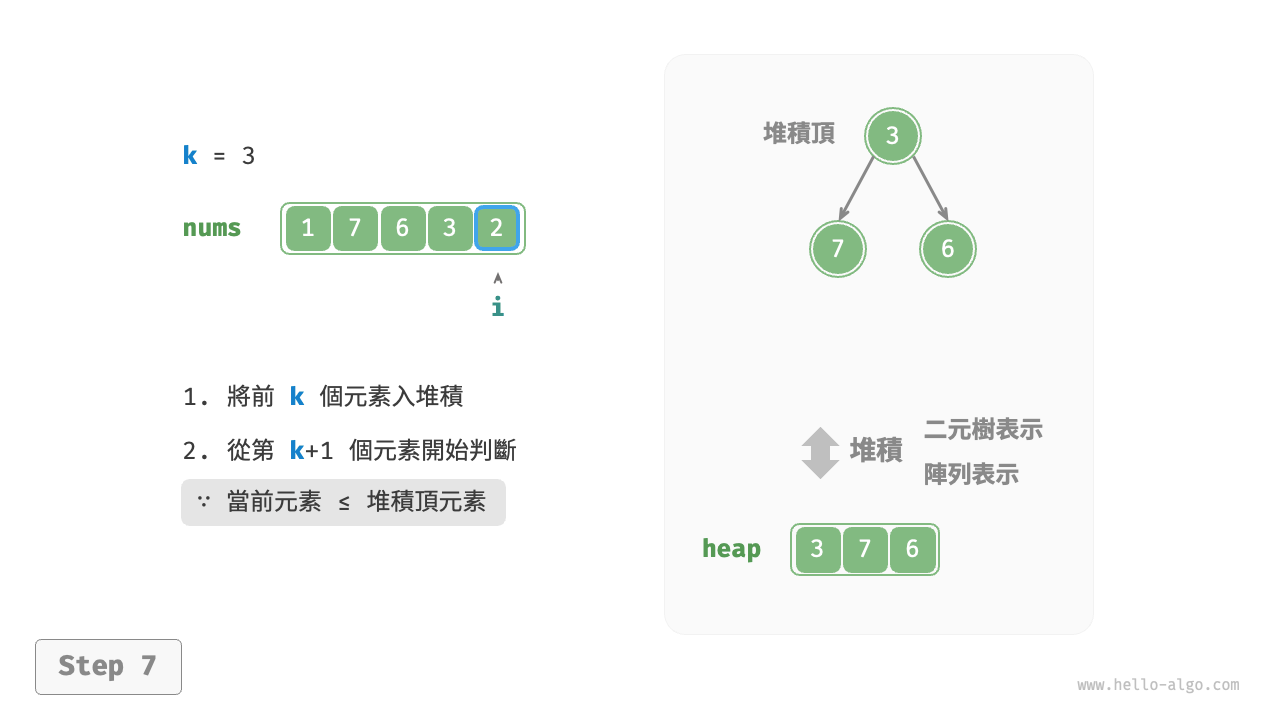 k = 3
nums 1 7 6 3 2
i
1. 將前 k 個元素入堆積
2. 從第 k+1 個元素開始判斷
∵ 當前元素 ≤ 堆積頂元素
Step 7
堆積頂 3
7 6
堆積
二元樹表示
陣列表示
heap 3 7 6
www.hello-algo.com